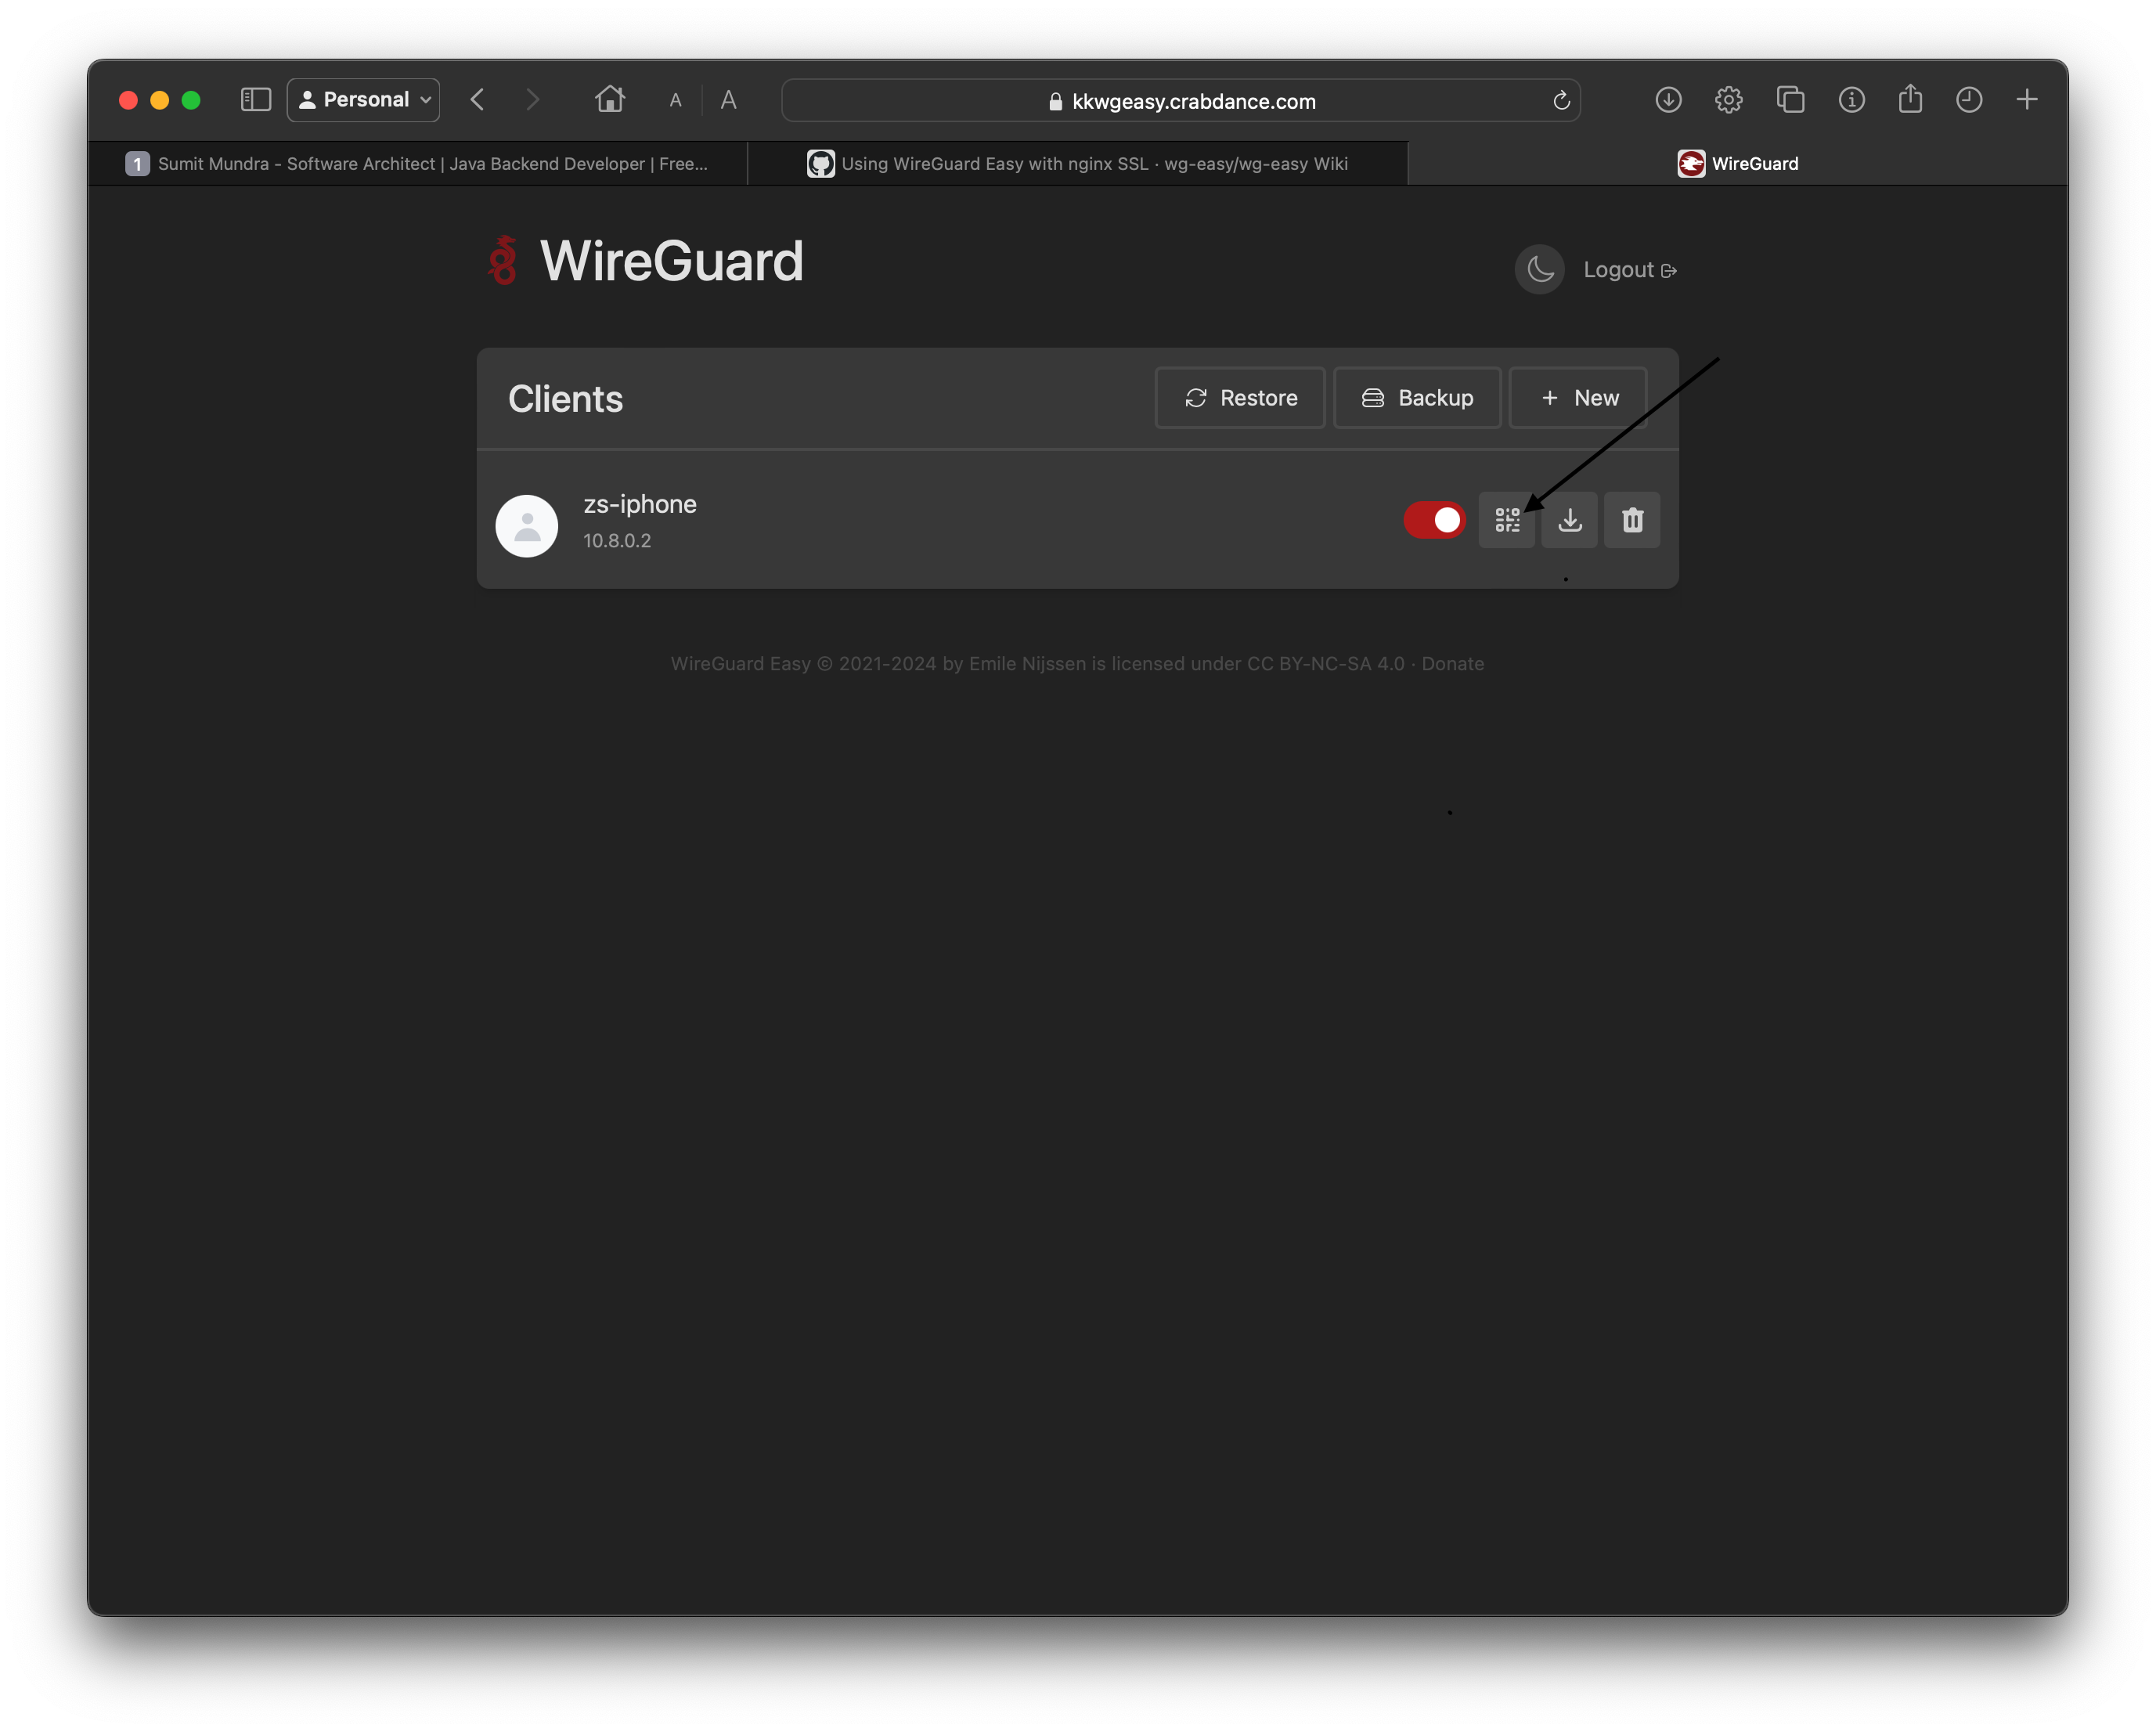 Personal
A A
kkwgeasy.crabdance.com
1 Sumit Mundra - Software Architect | Java Backend Developer | Free...
Using WireGuard Easy with nginx SSL · wg-easy/wg-easy Wiki
WireGuard
WireGuard
Logout
Clients
Restore
Backup
+ New
zs-iphone
10.8.0.2
WireGuard Easy © 2021-2024 by Emile Nijssen is licensed under CC BY-NC-SA 4.0 · Donate